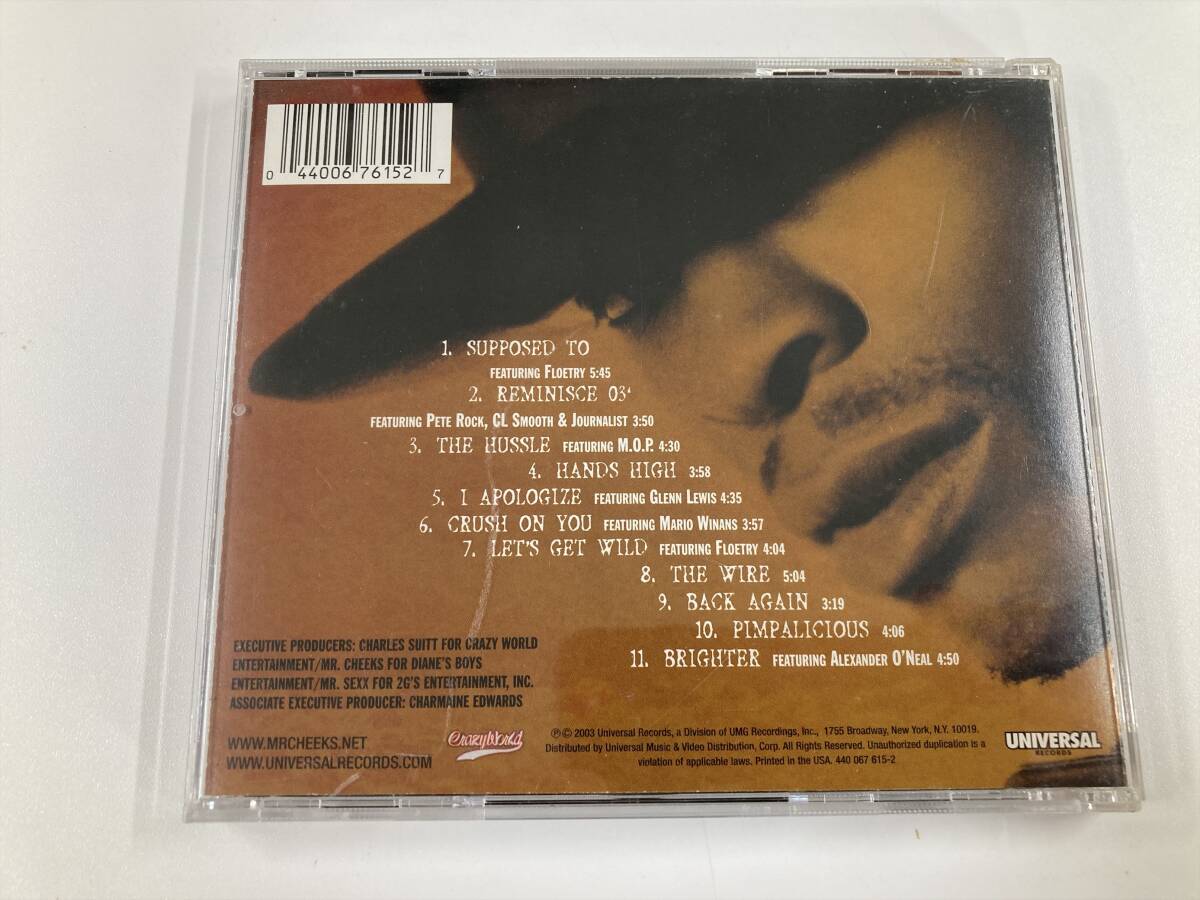 0 44006 76152 7
1. SUPPOSED TO
FEATURING FLOETRY 5:45
2. REMINISCE 03'
FEATURING PETE ROCK, CL SMOOTH & JOURNALIST 3:50
3. THE HUSSLE FEATURING M.O.P. 4:30
4. HANDS HIGH 3:58
5. I APOLOGIZE FEATURING GLENN LEWIS 4:35
6. CRUSH ON YOU FEATURING MARIO WINANS 3:57
7. LET'S GET WILD FEATURING FLOETRY 4:04
8. THE WIRE 5:04
9. BACK AGAIN 3:19
10. PIMPALICIOUS 4:06
11. BRIGHTER FEATURING ALEXANDER O'NEAL 4:50
EXECUTIVE PRODUCERS: CHARLES SUITT FOR CRAZY WORLD
ENTERTAINMENT/MR. CHEEKS FOR DIANE'S BOYS
ENTERTAINMENT/MR. SEXX FOR 2G'S ENTERTAINMENT, INC.
ASSOCIATE EXECUTIVE PRODUCER: CHARMAINE EDWARDS
WWW.MRCHEEKS.NET
WWW.UNIVERSALRECORDS.COM
CrazyWorld
℗© 2003 Universal Records, a Division of UMG Recordings, Inc., 1755 Broadway, New York, N.Y. 10019.
Distributed by Universal Music & Video Distribution, Corp. All Rights Reserved. Unauthorized duplication is a
violation of applicable laws. Printed in the USA. 440 067 615-2
UNIVERSAL
RECORDS